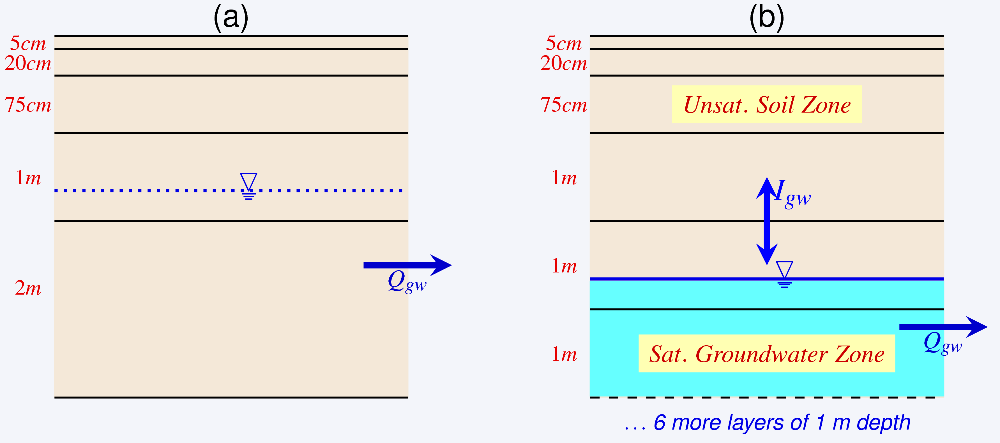 (a)
5cm
20cm
75cm
1m
2m
Qgw
(b)
5cm
20cm
75cm
1m
1m
1m
Unsat. Soil Zone
Igw
Sat. Groundwater Zone
Qgw
... 6 more layers of 1 m depth